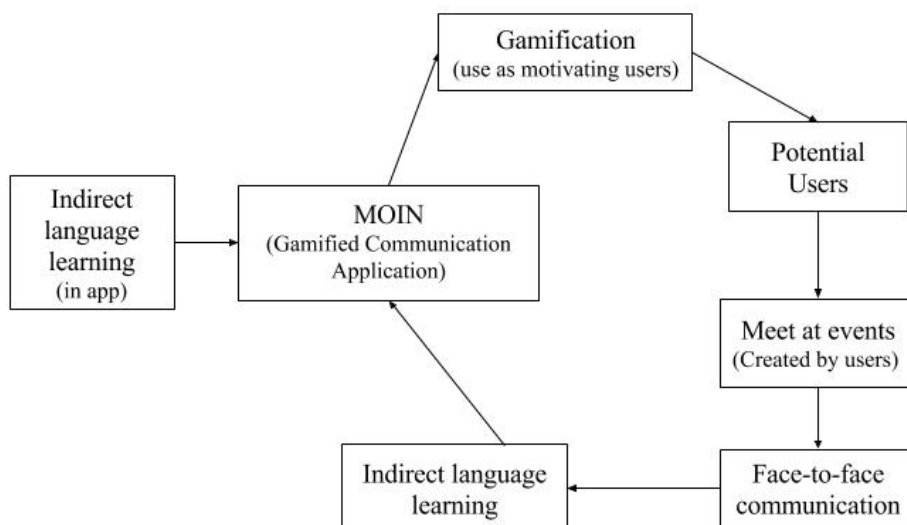 Gamification
(use as motivating users)
Potential
Users
Indirect
language
learning
(in app)
MOIN
(Gamified Communication
Application)
Meet at events
(Created by users)
Indirect language
learning
Face-to-face
communication